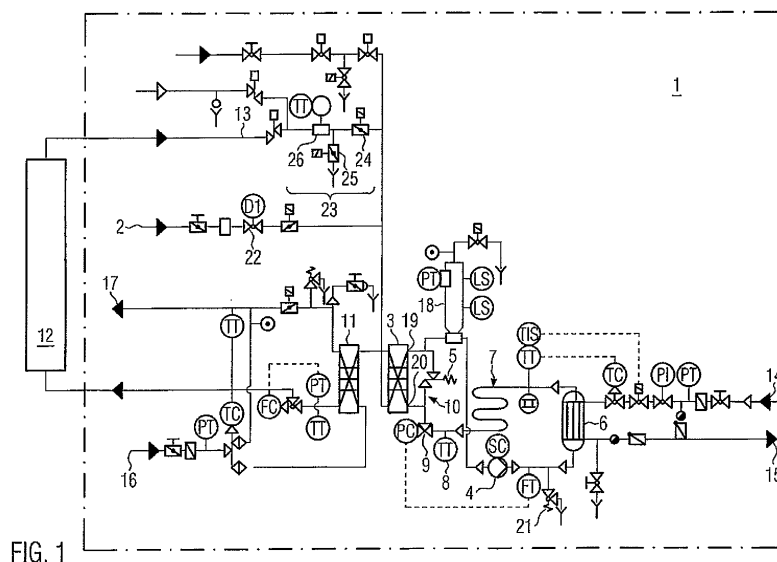 1
13
TT
26
24
25
23
2
D1
22
17
PT
18
LS
LS
TIS
TT
12
TT
11
3
19
20
5
7
TC
PI
PT
14
6
10
PT
FC
TT
PC
9
TT
8
SC
4
FT
15
TC
PT
16
21
FIG. 1